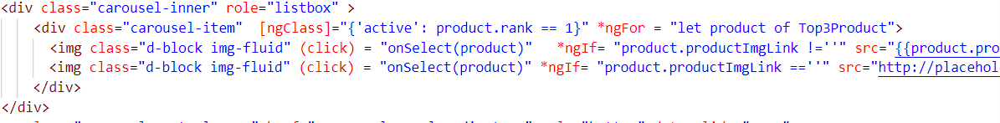 <div class="carousel-inner" role="listbox" >
<div class="carousel-item"  [ngClass]="{'active': product.rank == 1}" *ngFor = "let product of Top3Product">
<img class="d-block img-fluid" (click) = "onSelect(product)"   *ngIf= "product.productImgLink !=''" src="{{product.pro
<img class="d-block img-fluid" (click) = "onSelect(product)" *ngIf= "product.productImgLink ==''" src="http://placehol
</div>
</div>